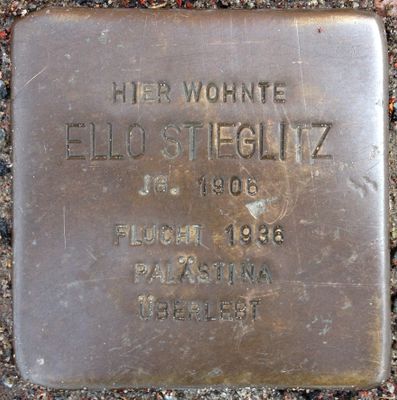 HIER WOHNTE
ELLO STIEGLITZ
JG. 1906
FLUCHT 1936
PALÄSTINA
ÜBERLEBT